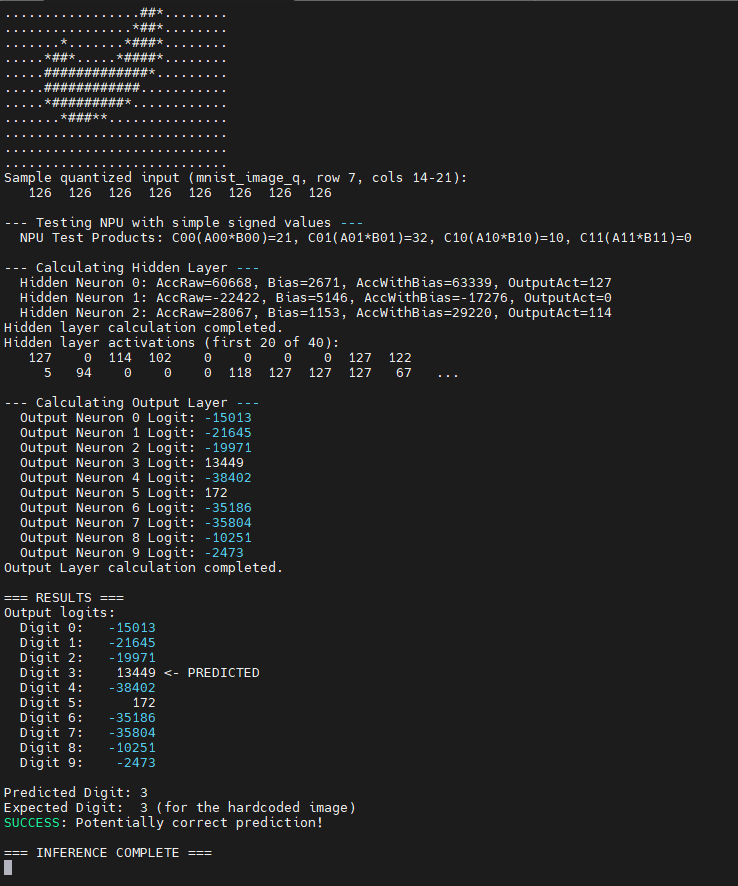 .................##*........
................*##*........
.......*.......*###*........
.....*##*.....*####*........
.....#############*.........
.....############...........
.....*#########*............
.......*###**...............
............................
............................
............................
Sample quantized input (mnist_image_q, row 7, cols 14-21):
   126  126  126  126  126  126  126  126

--- Testing NPU with simple signed values ---
  NPU Test Products: C00(A00*B00)=21, C01(A01*B01)=32, C10(A10*B10)=10, C11(A11*B11)=0

--- Calculating Hidden Layer ---
  Hidden Neuron 0: AccRaw=60668, Bias=2671, AccWithBias=63339, OutputAct=127
  Hidden Neuron 1: AccRaw=-22422, Bias=5146, AccWithBias=-17276, OutputAct=0
  Hidden Neuron 2: AccRaw=28067, Bias=1153, AccWithBias=29220, OutputAct=114
Hidden layer calculation completed.
Hidden layer activations (first 20 of 40):
   127    0  114  102    0    0    0    0  127  122
     5   94    0    0    0  118  127  127  127   67   ...

--- Calculating Output Layer ---
  Output Neuron 0 Logit: -15013
  Output Neuron 1 Logit: -21645
  Output Neuron 2 Logit: -19971
  Output Neuron 3 Logit: 13449
  Output Neuron 4 Logit: -38402
  Output Neuron 5 Logit: 172
  Output Neuron 6 Logit: -35186
  Output Neuron 7 Logit: -35804
  Output Neuron 8 Logit: -10251
  Output Neuron 9 Logit: -2473
Output Layer calculation completed.

=== RESULTS ===
Output logits:
  Digit 0:   -15013
  Digit 1:   -21645
  Digit 2:   -19971
  Digit 3:    13449 <- PREDICTED
  Digit 4:   -38402
  Digit 5:      172
  Digit 6:   -35186
  Digit 7:   -35804
  Digit 8:   -10251
  Digit 9:    -2473

Predicted Digit: 3
Expected Digit:  3 (for the hardcoded image)
SUCCESS: Potentially correct prediction!

=== INFERENCE COMPLETE ===